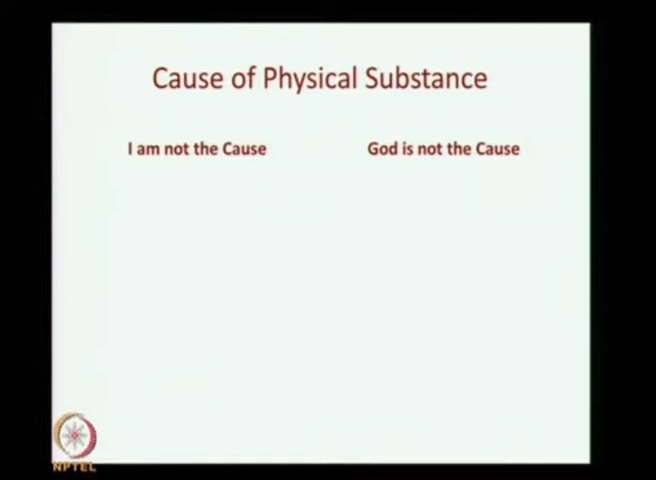 Cause of Physical Substance
I am not the Cause
God is not the Cause
NPTEL